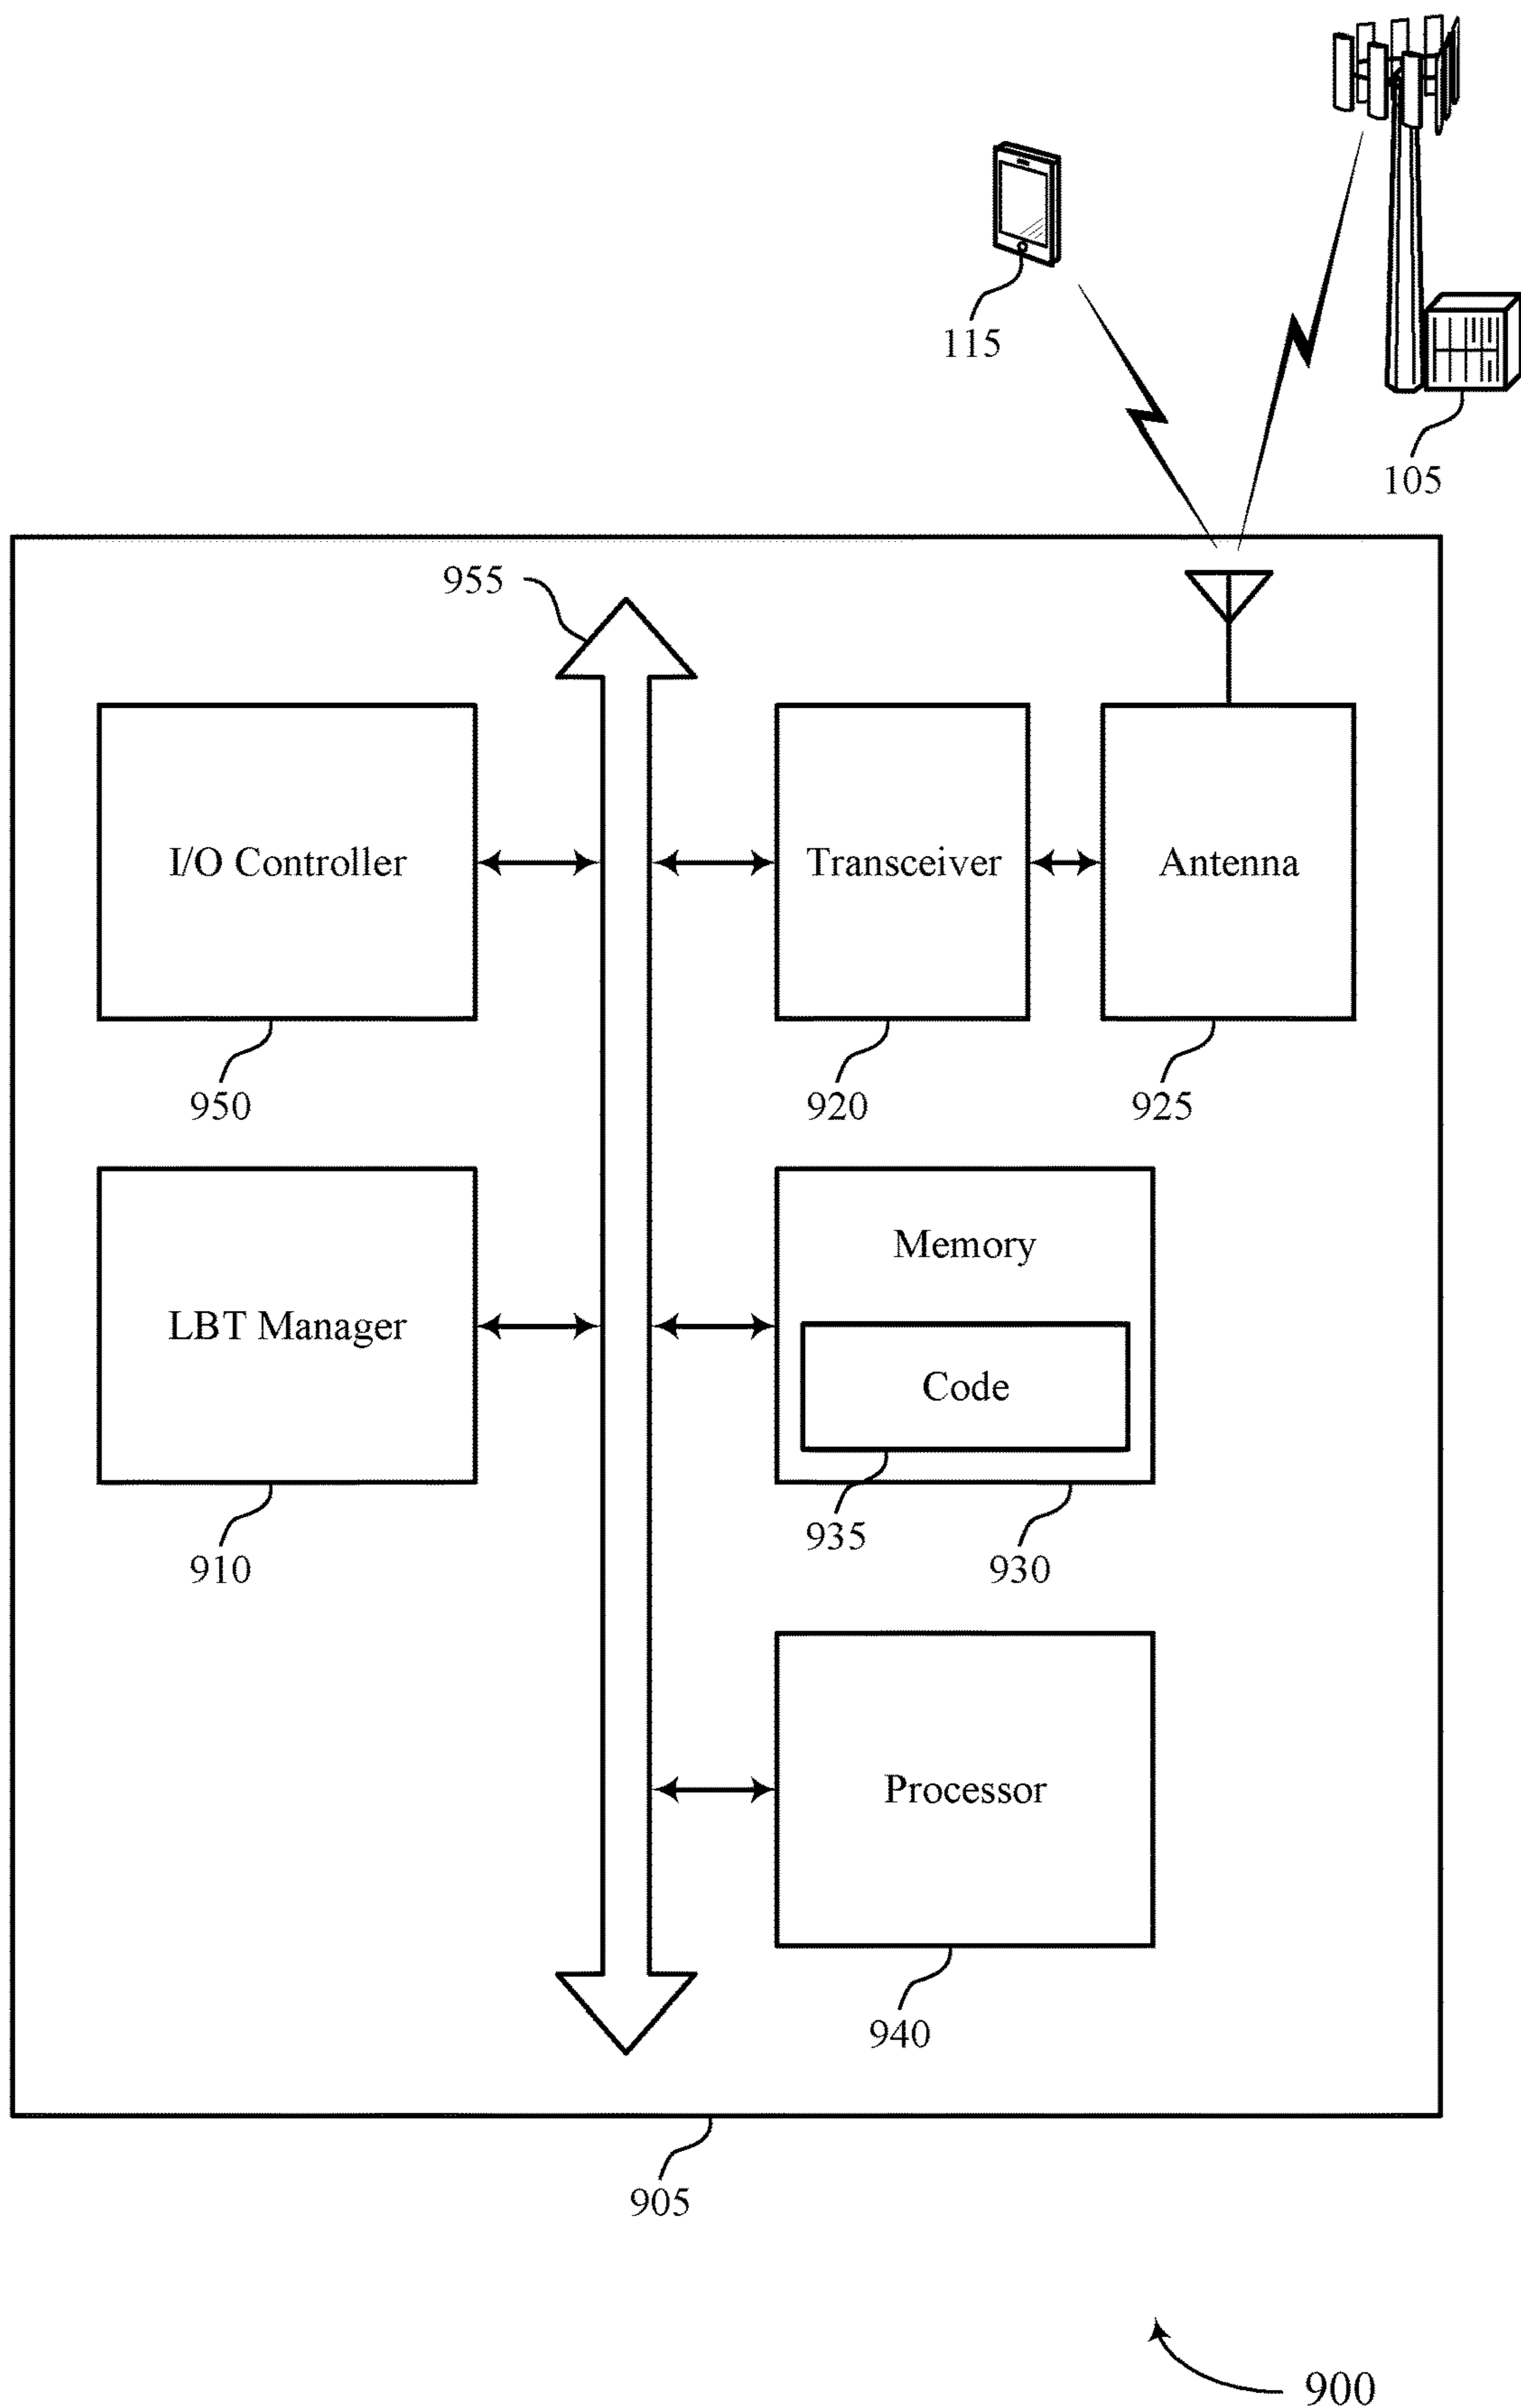 115
105
955
I/O Controller
Transceiver
Antenna
950
920
925
LBT Manager
Memory
Code
935
910
930
Processor
940
905
900